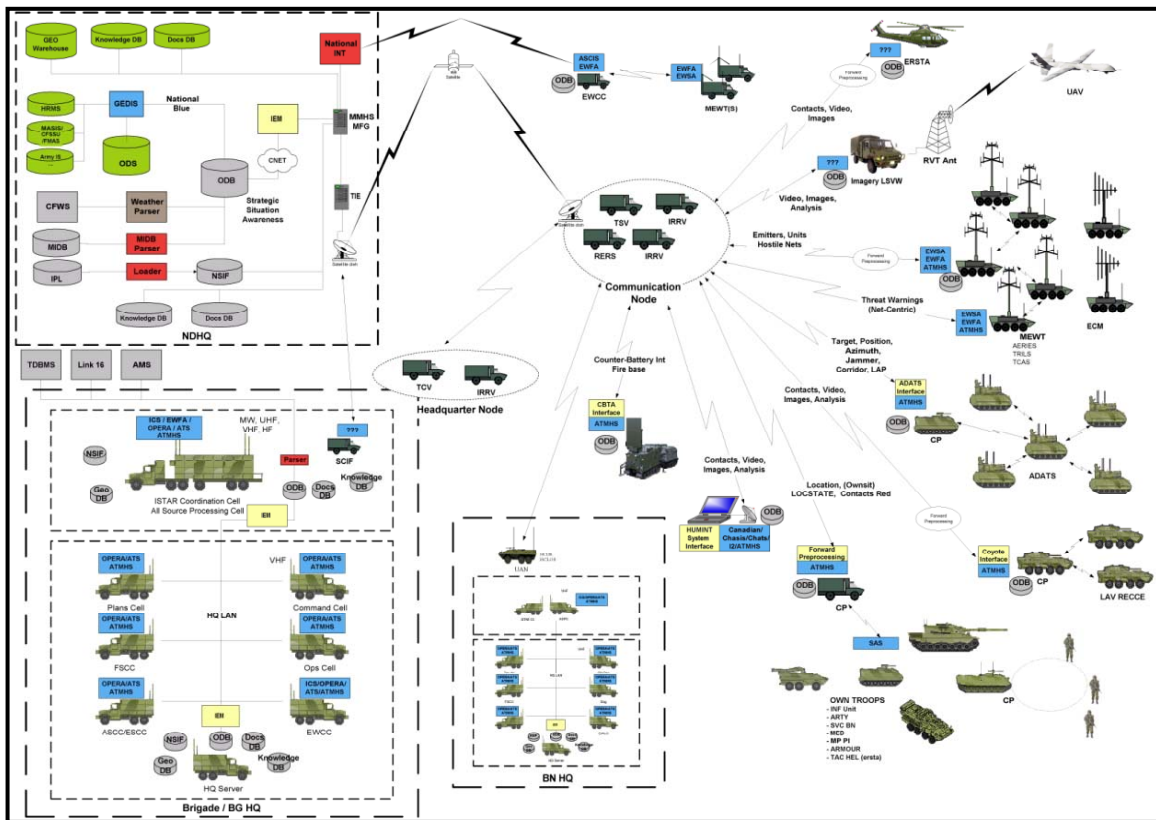 GEO
Warehouse
Knowledge DB
Docs DB
National
INT
HRMS
MASIS/
CFSSU
/PMAS
Army IS
...
GEDIS
National
Blue
ODS
IEM
MMHS
MFG
CNET
ODB
Strategic
Situation
Awareness
TIE
CFWS
Weather
Parser
MIDB
MiDB
Parser
IPL
Loader
NSIF
Satellite dish
Knowledge DB
Docs DB
NDHQ
Satellite
ASCIS
EWFA
ODB
EWCC
EWFA
EWSA
MEWT(S)
???
ODB
ERSTA
Forward
Preprocessing
Contacts, Video,
Images
UAV
???
ODB
Imagery LSVW
RVT Ant
Video, Images,
Analysis
Satellite dish
TSV
IRRV
RERS
IRRV
Communication
Node
Emitters, Units
Hostile Nets
Forward
Preprocessing
EWSA
EWFA
ATMHS
ODB
Threat Warnings
(Net-Centric)
EWSA
EWFA
ATMHS
MEWT
AERIES
TRILS
TCAS
ECM
TDBMS
Link 16
AMS
TCV
IRRV
Headquarter Node
Counter-Battery Int
Fire base
CBTA
Interface
ATMHS
ODB
Target, Position,
Azimuth,
Jammer,
Corridor, LAP
Contacts, Video,
Images, Analysis
ADATS
Interface
ATMHS
ODB
CP
ADATS
ICS / EWFA /
OPERA / ATS
ATMHS
MW, UHF,
VHF, HF
NSIF
Geo
DB
ISTAR Coordination Cell
All Source Processing Cell
Parser
ODB
Docs
DB
Knowledge
DB
???
SCIF
IEM
Contacts, Video,
Images, Analysis
HUMINT
System
Interface
Canadian/
Chasis/Chats/
I2/ATMHS
ODB
Location, (Ownsit)
LOCSTATE, Contacts Red
Forward
Preprocessing
Forward
Preprocessing
ATMHS
ODB
CP
Coyote
Interface
ATMHS
ODB
CP
LAV RECCE
OPERA/ATS
ATMHS
Plans Cell
VHF
OPERA/ATS
ATMHS
Command Cell
HQ LAN
OPERA/ATS
ATMHS
FSCC
OPERA/ATS
ATMHS
Ops Cell
OPERA/ATS
ATMHS
ASCC/ESCC
ICS/OPERA/
ATS/ATMHS
EWCC
IEM
NSIF
ODB
Docs
DB
Geo
DB
Knowledge
DB
HQ Server
Brigade / BG HQ
UAN
BN HQ
SAS
CP
OWN TROOPS
- INF Unit
- ARTY
- SVC BN
- MED
- MP Pl
- ARMOUR
- TAC HEL (ersta)